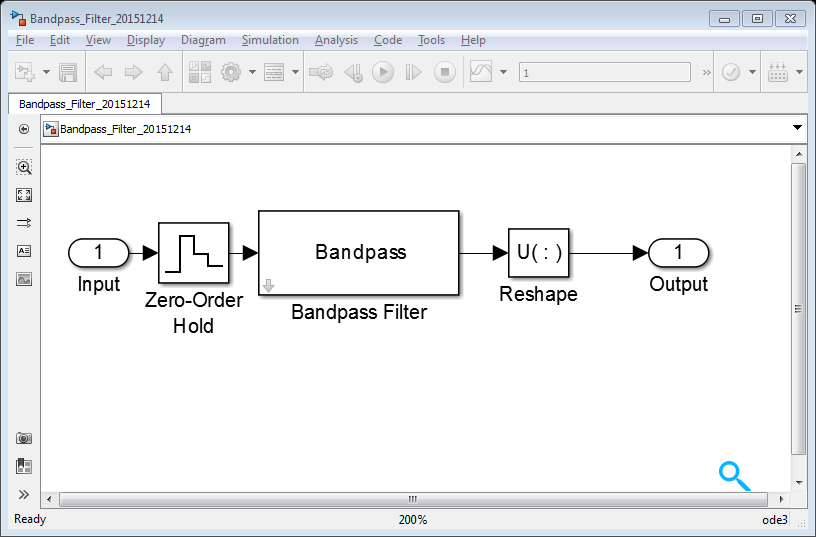 Bandpass_Filter_20151214
File Edit View Display Diagram Simulation Analysis Code Tools Help
1
»
Bandpass_Filter_20151214
Bandpass_Filter_20151214
1
Bandpass
U( : )
1
Input
Zero-Order
Hold
Bandpass Filter
Reshape
Output
Ready
200%
ode3